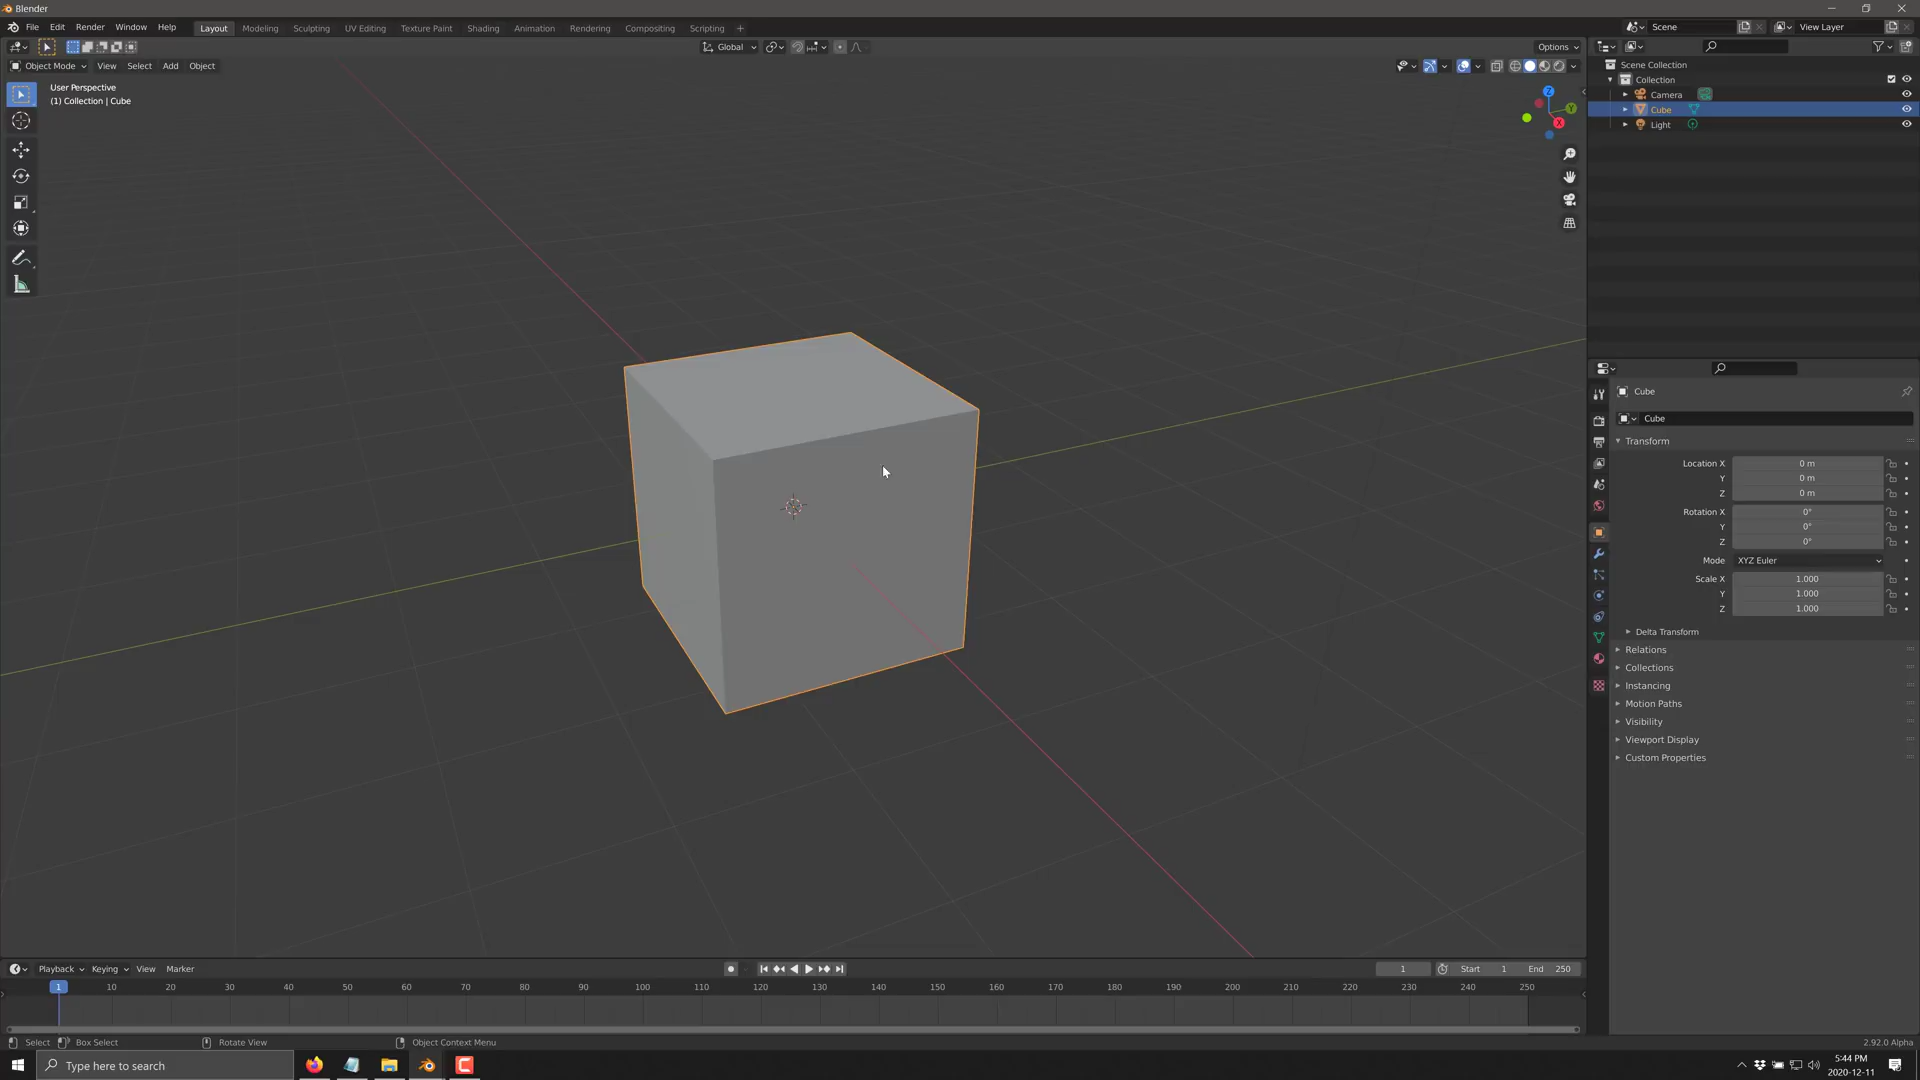 Blender
File Edit Render Window Help Layout Modeling Sculpting UV Editing Texture Paint Shading Animation Rendering Compositing Scripting + Scene View Layer
Global Options
Object Mode View Select Add Object
User Perspective
(1) Collection | Cube
Z
Y
X
Scene Collection
Collection
Camera
Cube
Light
Cube
Cube
Transform
Location X 0 m
Y 0 m
Z 0 m
Rotation X 0°
Y 0°
Z 0°
Mode XYZ Euler
Scale X 1.000
Y 1.000
Z 1.000
Delta Transform
Relations
Collections
Instancing
Motion Paths
Visibility
Viewport Display
Custom Properties
Playback Keying View Marker 1 Start 1 End 250
1 10 20 30 40 50 60 70 80 90 100 110 120 130 140 150 160 170 180 190 200 210 220 230 240 250
Select Box Select Rotate View Object Context Menu 2.92.0 Alpha
Type here to search
5:44 PM
2020-12-11